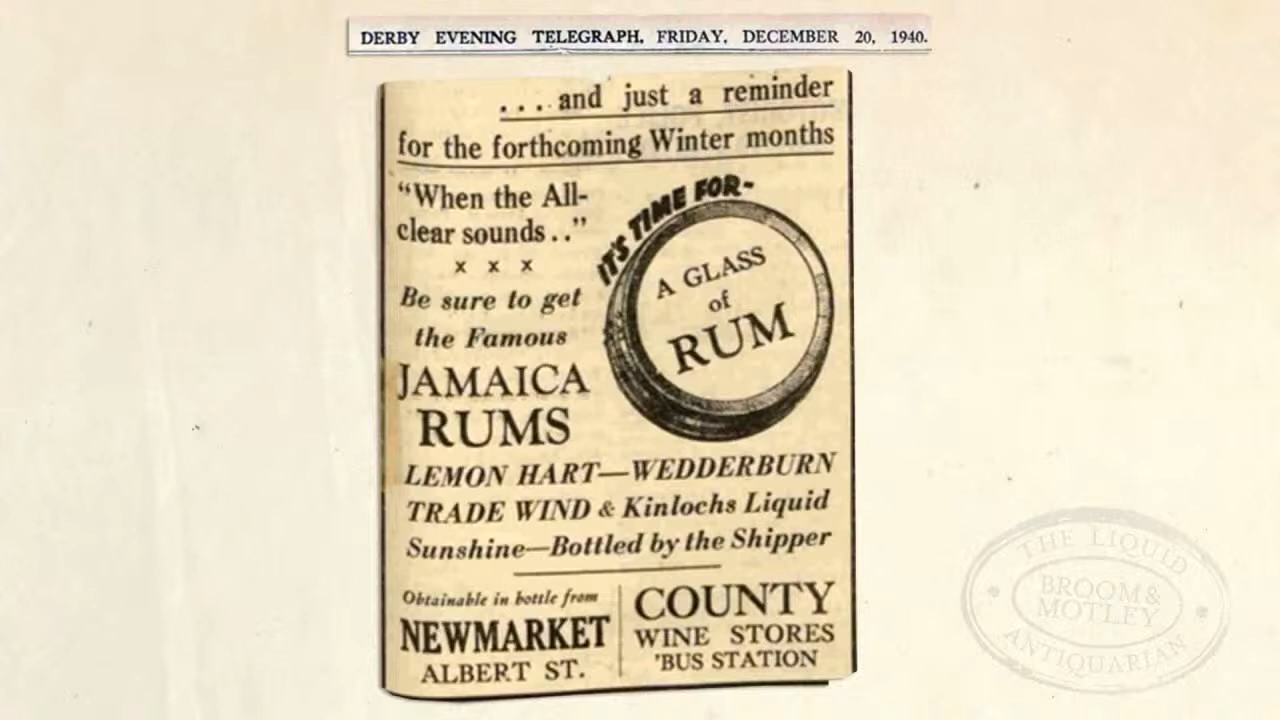 DERBY EVENING TELEGRAPH, FRIDAY, DECEMBER 20, 1940.
. . . and just a reminder
for the forthcoming Winter months
"When the All-
clear sounds . ."
x x x
Be sure to get
the Famous
JAMAICA
RUMS
IT'S TIME FOR-
A GLASS
of
RUM
LEMON HART—WEDDERBURN
TRADE WIND & Kinlochs Liquid
Sunshine—Bottled by the Shipper
Obtainable in bottle from
NEWMARKET
ALBERT ST.
COUNTY
WINE STORES
'BUS STATION
THE LIQUID
BROOM&
MOTLEY
ANTIQUARIAN